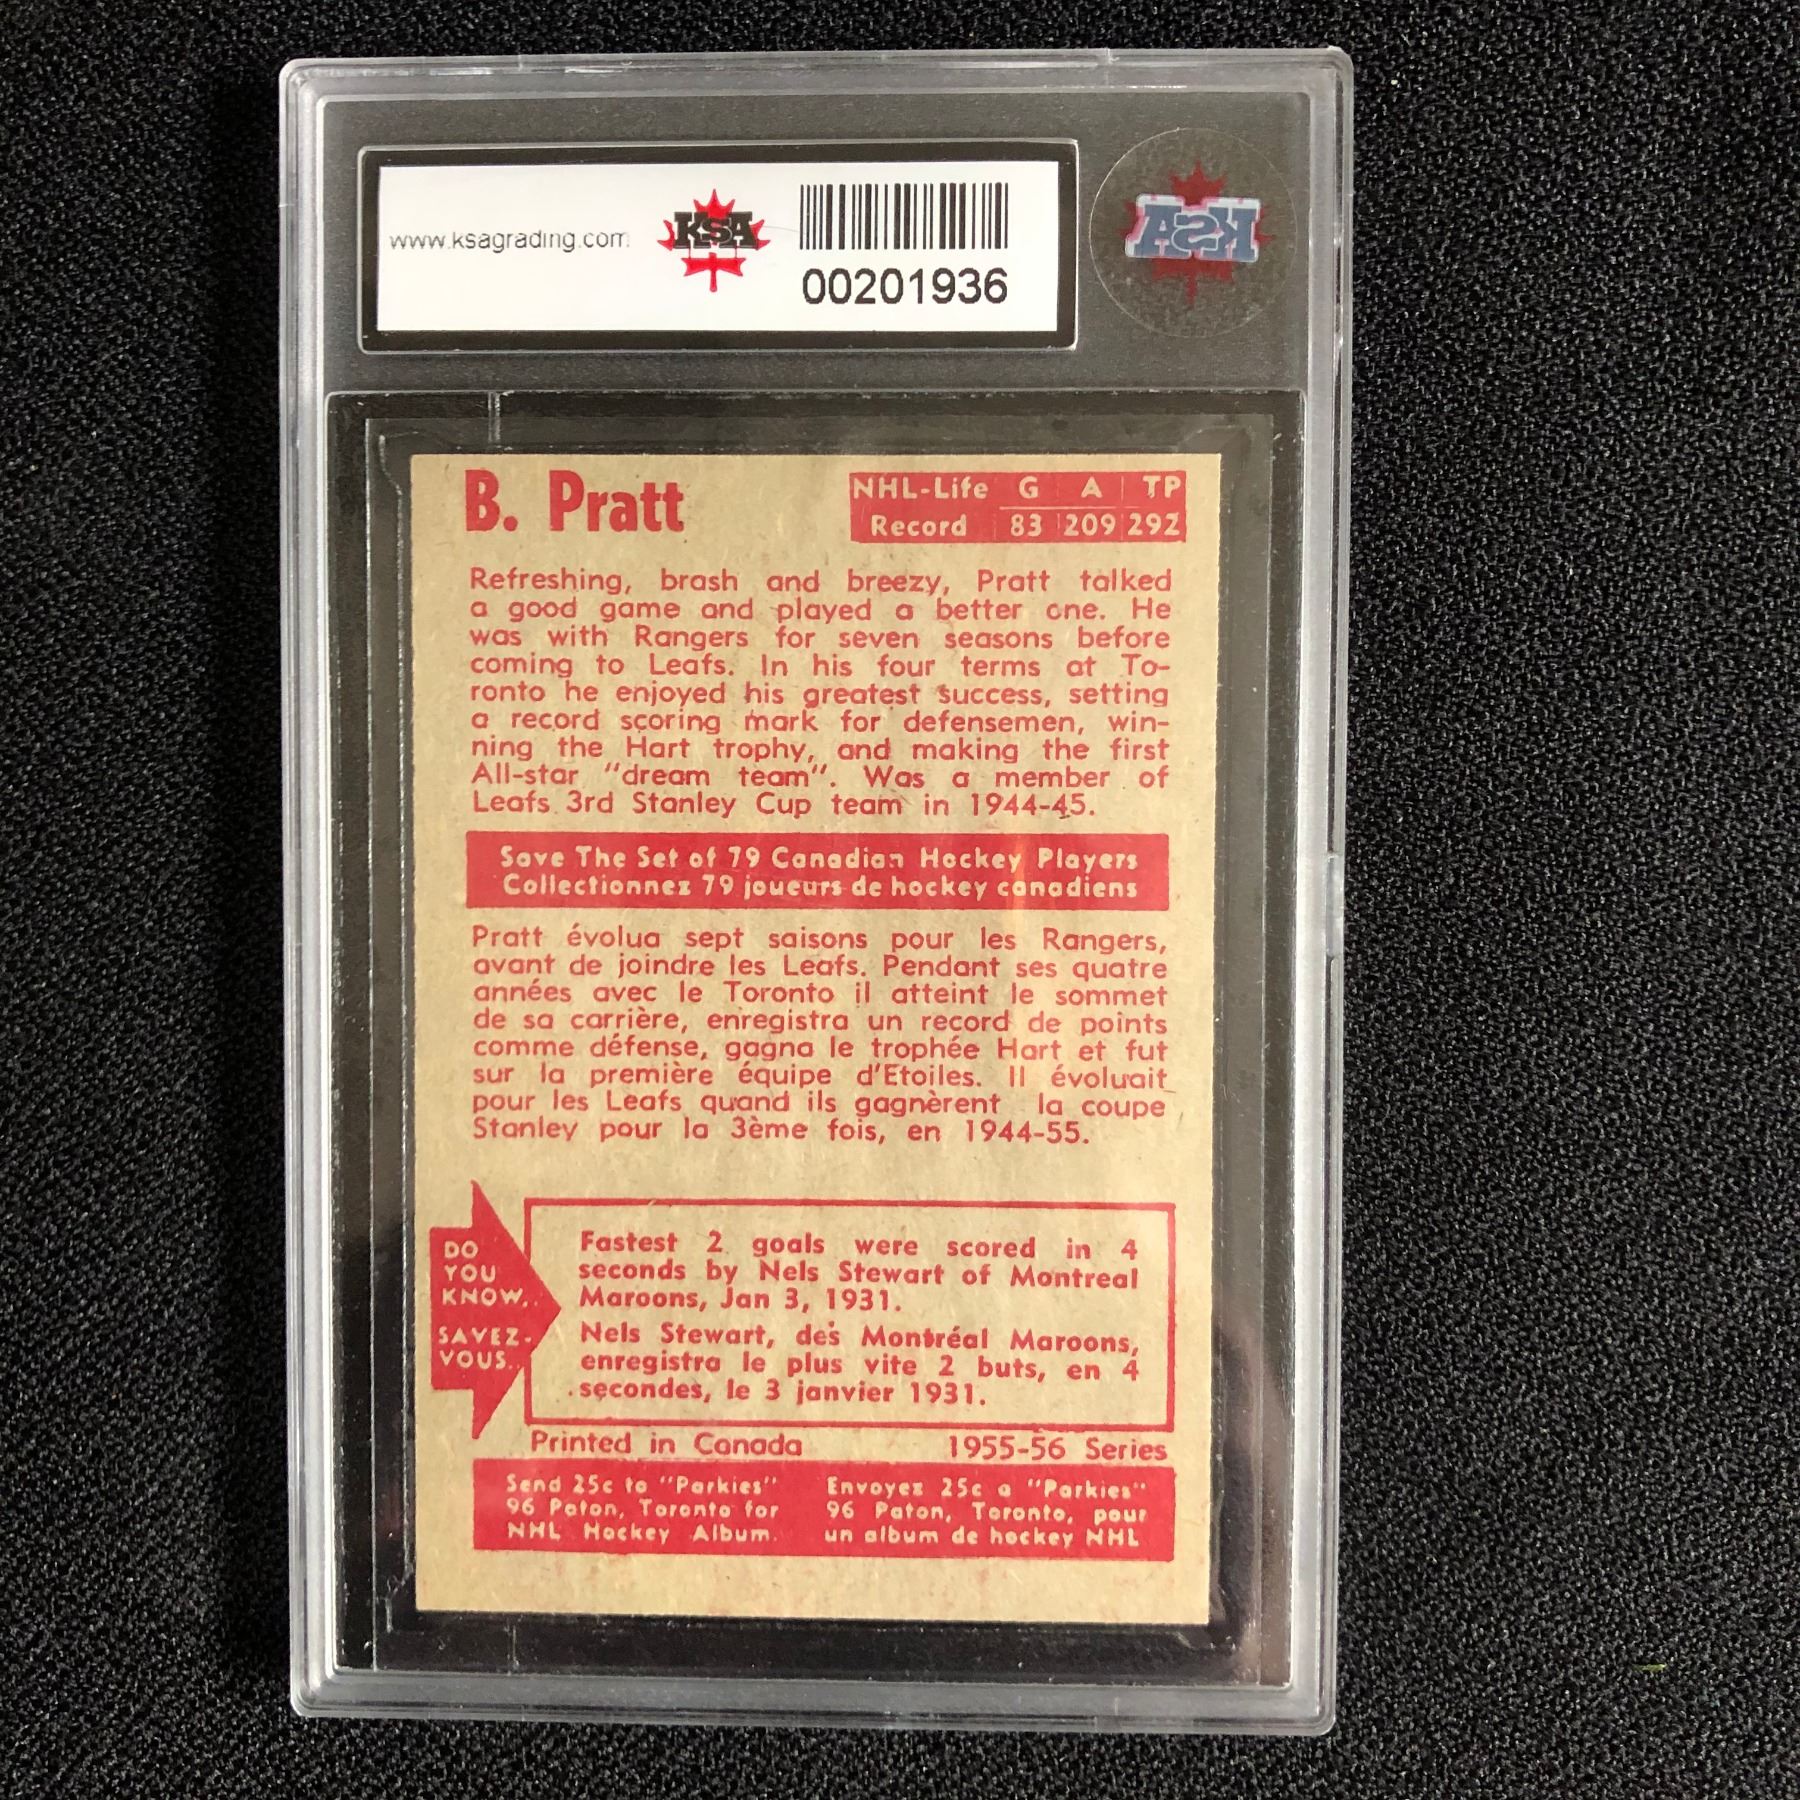 www.ksagrading.com
KSA
00201936
KSA
B. Pratt
NHL-Life G A TP
Record 83 209 292
Refreshing, brash and breezy, Pratt talked
a good game and played a better one. He
was with Rangers for seven seasons before
coming to Leafs. In his four terms at To-
ronto he enjoyed his greatest success, setting
a record scoring mark for defensemen, win-
ning the Hart trophy, and making the first
All-star "dream team". Was a member of
Leafs 3rd Stanley Cup team in 1944-45.
Save The Set of 79 Canadian Hockey Players
Collectionnez 79 joueurs de hockey canadiens
Pratt évolua sept saisons pour les Rangers,
avant de joindre les Leafs. Pendant ses quatre
années avec le Toronto il atteint le sommet
de sa carrière, enregistra un record de points
comme défense, gagna le trophée Hart et fut
sur la première équipe d'Etoiles. Il évoluait
pour les Leafs quand ils gagnèrent la coupe
Stanley pour la 3ème fois, en 1944-55.
DO
YOU
KNOW..
SAVEZ-
VOUS..
Fastest 2 goals were scored in 4
seconds by Nels Stewart of Montreal
Maroons, Jan 3, 1931.
Nels Stewart, des Montréal Maroons,
enregistra le plus vite 2 buts, en 4
secondes, le 3 janvier 1931.
Printed in Canada 1955-56 Series
Send 25c to "Parkies"
96 Paton, Toronto for
NHL Hockey Album.
Envoyez 25c a "Parkies"
96 Paton, Toronto, pour
un album de hockey NHL